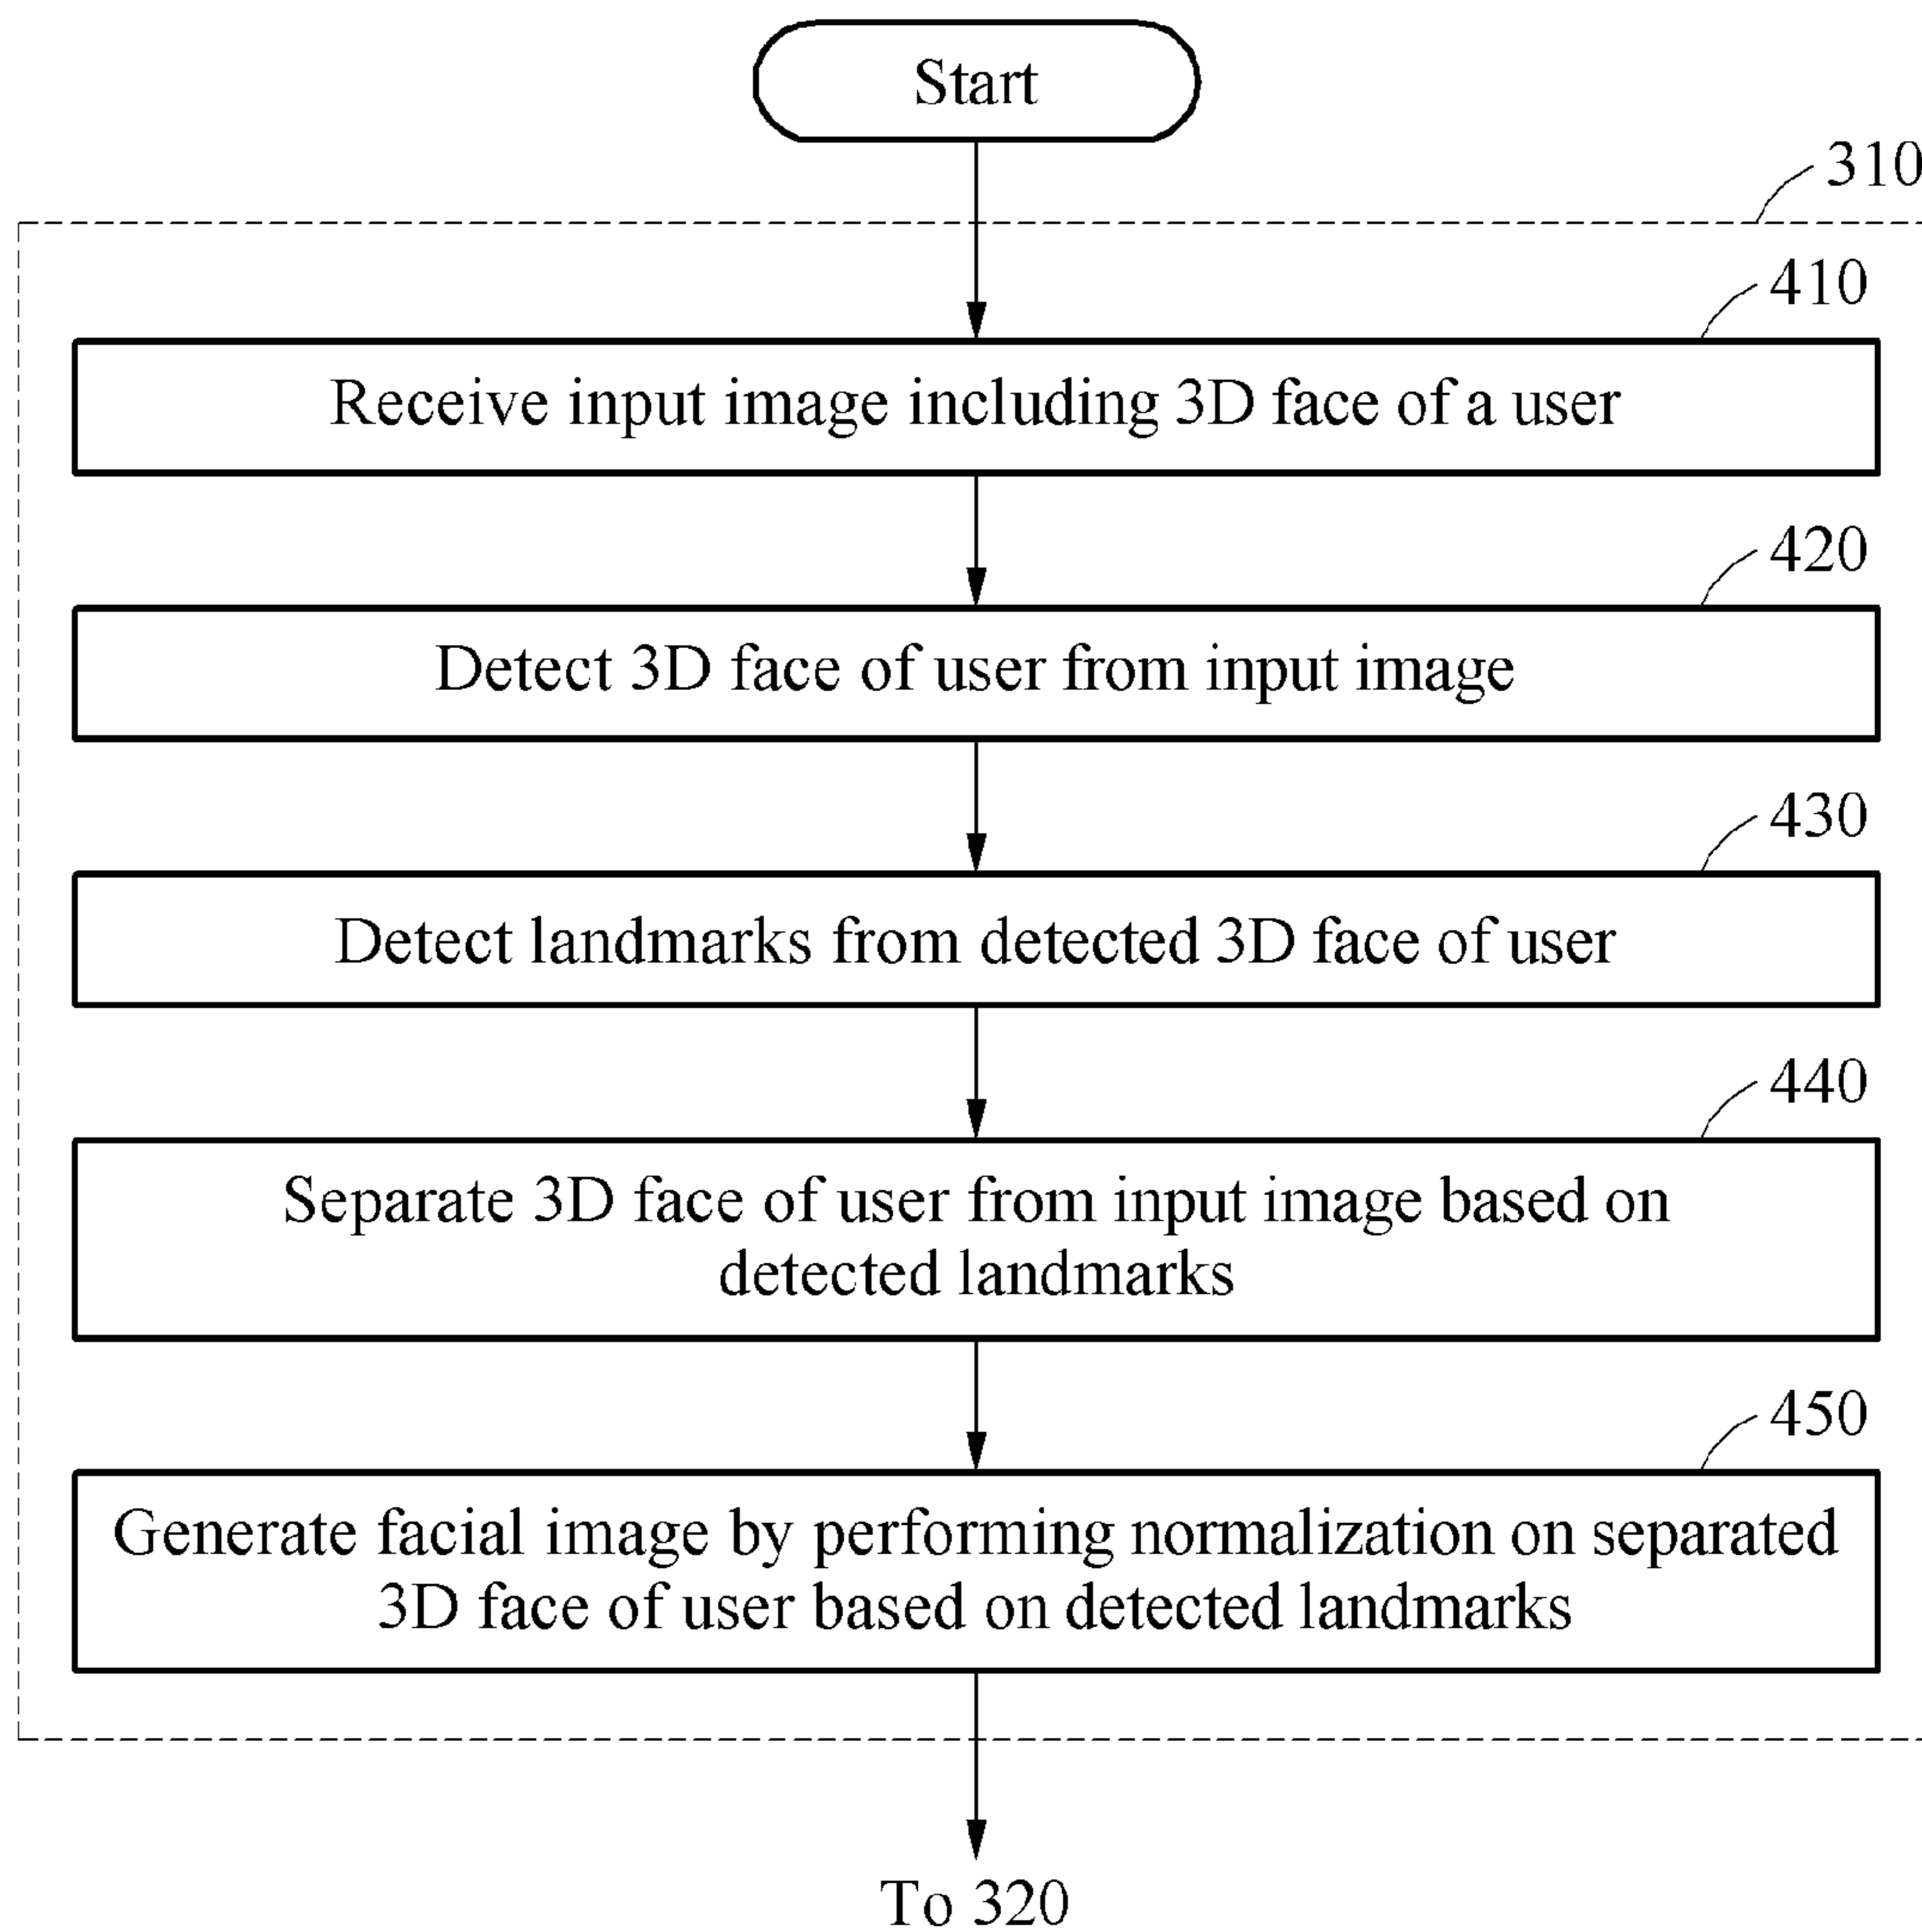 Start
310
410
Receive input image including 3D face of a user
420
Detect 3D face of user from input image
430
Detect landmarks from detected 3D face of user
440
Separate 3D face of user from input image based on
detected landmarks
450
Generate facial image by performing normalization on separated
3D face of user based on detected landmarks
To 320